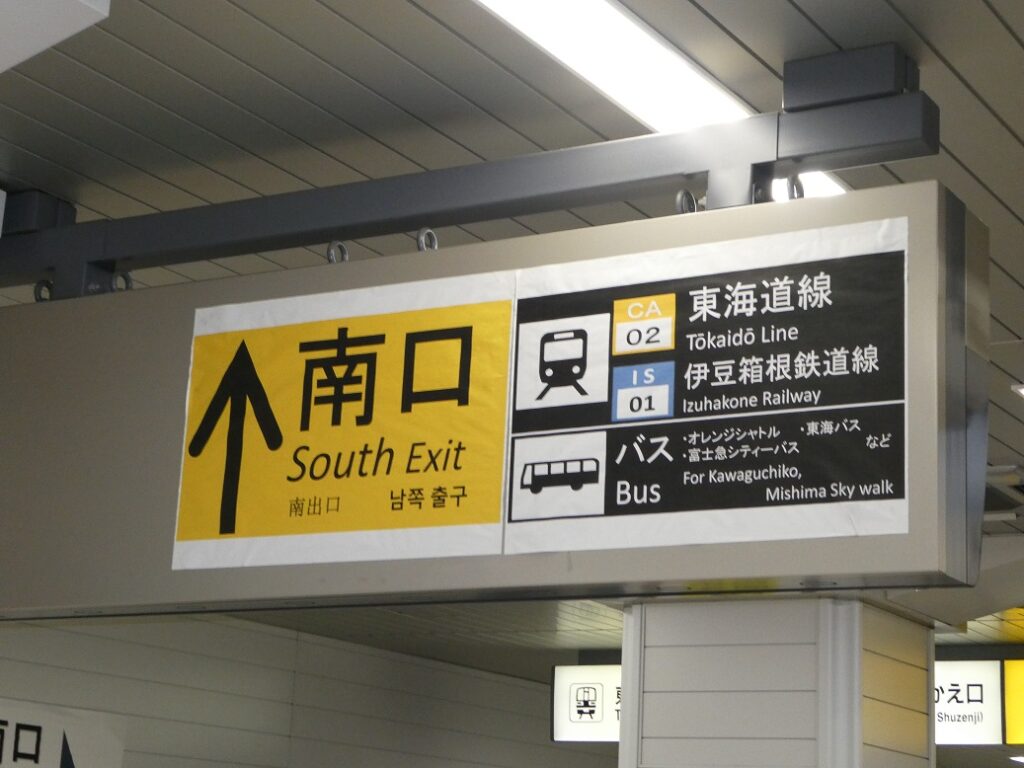 南口
South Exit
南出口 남쪽 출구
CA
02
東海道線
Tōkaidō Line
IS
01
伊豆箱根鉄道線
Izuhakone Railway
バス
Bus
・オレンジシャトル ・東海バス
・富士急シティーバス など
For Kawaguchiko,
Mishima Sky walk
かえ口
Shuzenji)
口